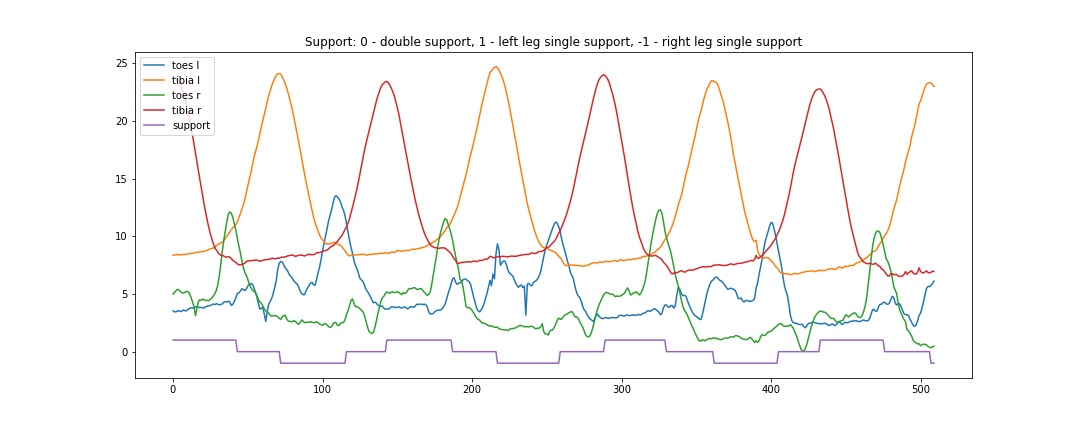 Support: 0 - double support, 1 - left leg single support, -1 - right leg single support
25
20
15
10
5
0
toes l
tibia l
toes r
tibia r
support
0 100 200 300 400 500